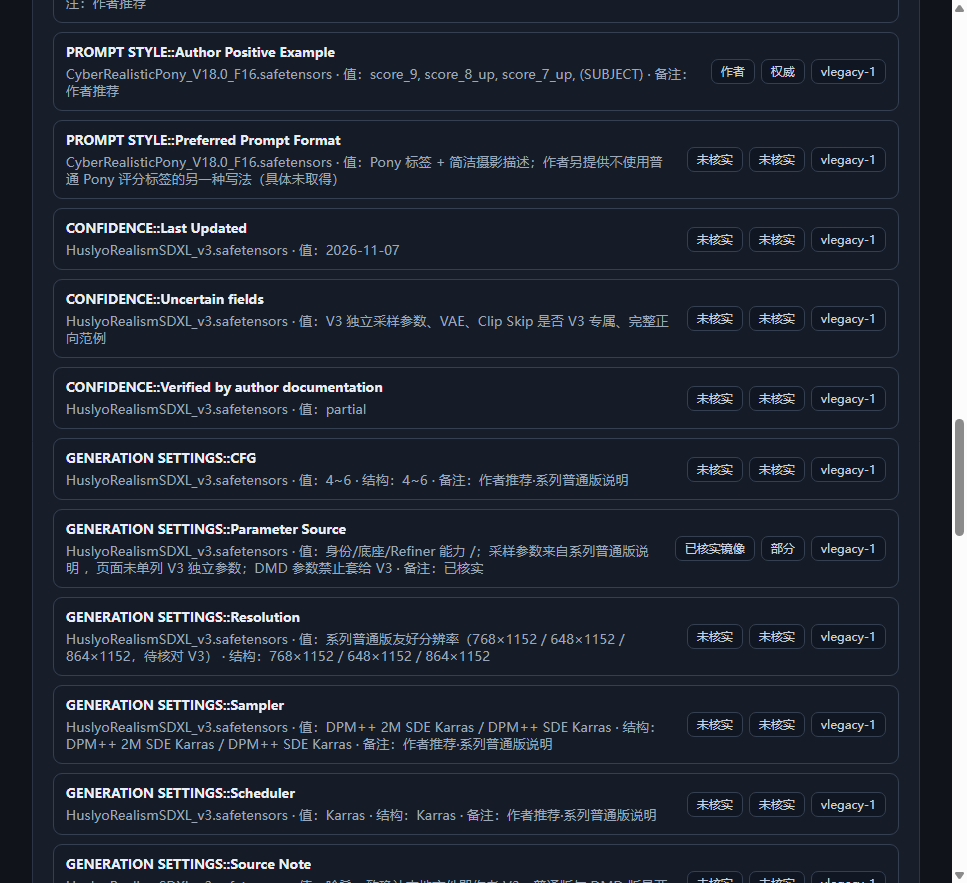 注：作者推荐
PROMPT STYLE::Author Positive Example
CyberRealisticPony_V18.0_F16.safetensors · 值：score_9, score_8_up, score_7_up, (SUBJECT) · 备注：
作者推荐
作者 权威 vlegacy-1
PROMPT STYLE::Preferred Prompt Format
CyberRealisticPony_V18.0_F16.safetensors · 值：Pony 标签 + 简洁摄影描述；作者另提供不使用普
通 Pony 评分标签的另一种写法（具体未取得）
未核实 未核实 vlegacy-1
CONFIDENCE::Last Updated
HuslyoRealismSDXL_v3.safetensors · 值：2026-11-07
未核实 未核实 vlegacy-1
CONFIDENCE::Uncertain fields
HuslyoRealismSDXL_v3.safetensors · 值：V3 独立采样参数、VAE、Clip Skip 是否 V3 专属、完整正
向范例
未核实 未核实 vlegacy-1
CONFIDENCE::Verified by author documentation
HuslyoRealismSDXL_v3.safetensors · 值：partial
未核实 未核实 vlegacy-1
GENERATION SETTINGS::CFG
HuslyoRealismSDXL_v3.safetensors · 值：4~6 · 结构：4~6 · 备注：作者推荐·系列普通版说明
未核实 未核实 vlegacy-1
GENERATION SETTINGS::Parameter Source
HuslyoRealismSDXL_v3.safetensors · 值：身份/底座/Refiner 能力 /；采样参数来自系列普通版说
明 ，页面未单列 V3 独立参数；DMD 参数禁止套给 V3 · 备注：已核实
已核实镜像 部分 vlegacy-1
GENERATION SETTINGS::Resolution
HuslyoRealismSDXL_v3.safetensors · 值：系列普通版友好分辨率（768×1152 / 648×1152 /
864×1152，待核对 V3） · 结构：768×1152 / 648×1152 / 864×1152
未核实 未核实 vlegacy-1
GENERATION SETTINGS::Sampler
HuslyoRealismSDXL_v3.safetensors · 值：DPM++ 2M SDE Karras / DPM++ SDE Karras · 结构：
DPM++ 2M SDE Karras / DPM++ SDE Karras · 备注：作者推荐·系列普通版说明
未核实 未核实 vlegacy-1
GENERATION SETTINGS::Scheduler
HuslyoRealismSDXL_v3.safetensors · 值：Karras · 结构：Karras · 备注：作者推荐·系列普通版说明
未核实 未核实 vlegacy-1
GENERATION SETTINGS::Source Note